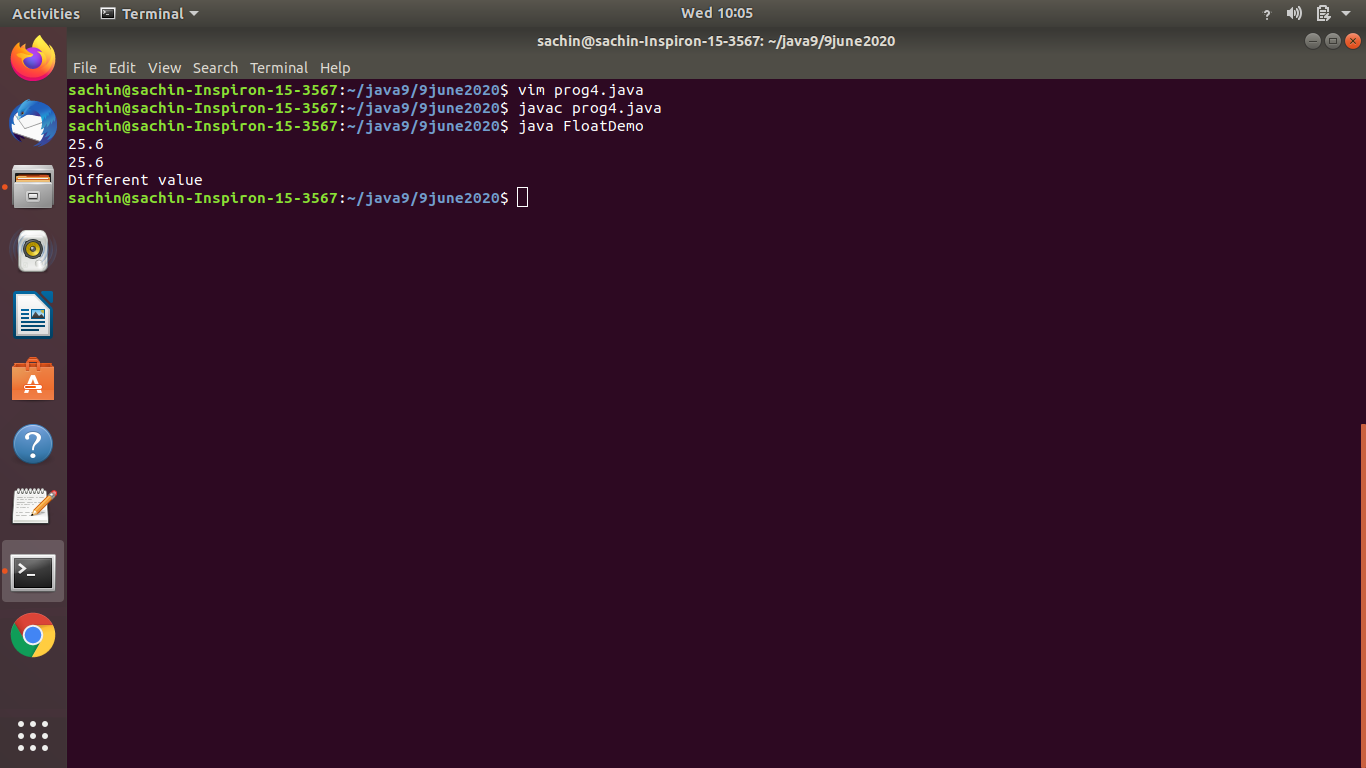 Activities Terminal Wed 10:05 ?
sachin@sachin-Inspiron-15-3567: ~/java9/9june2020
File Edit View Search Terminal Help
sachin@sachin-Inspiron-15-3567:~/java9/9june2020$ vim prog4.java
sachin@sachin-Inspiron-15-3567:~/java9/9june2020$ javac prog4.java
sachin@sachin-Inspiron-15-3567:~/java9/9june2020$ java FloatDemo
25.6
25.6
Different value
sachin@sachin-Inspiron-15-3567:~/java9/9june2020$